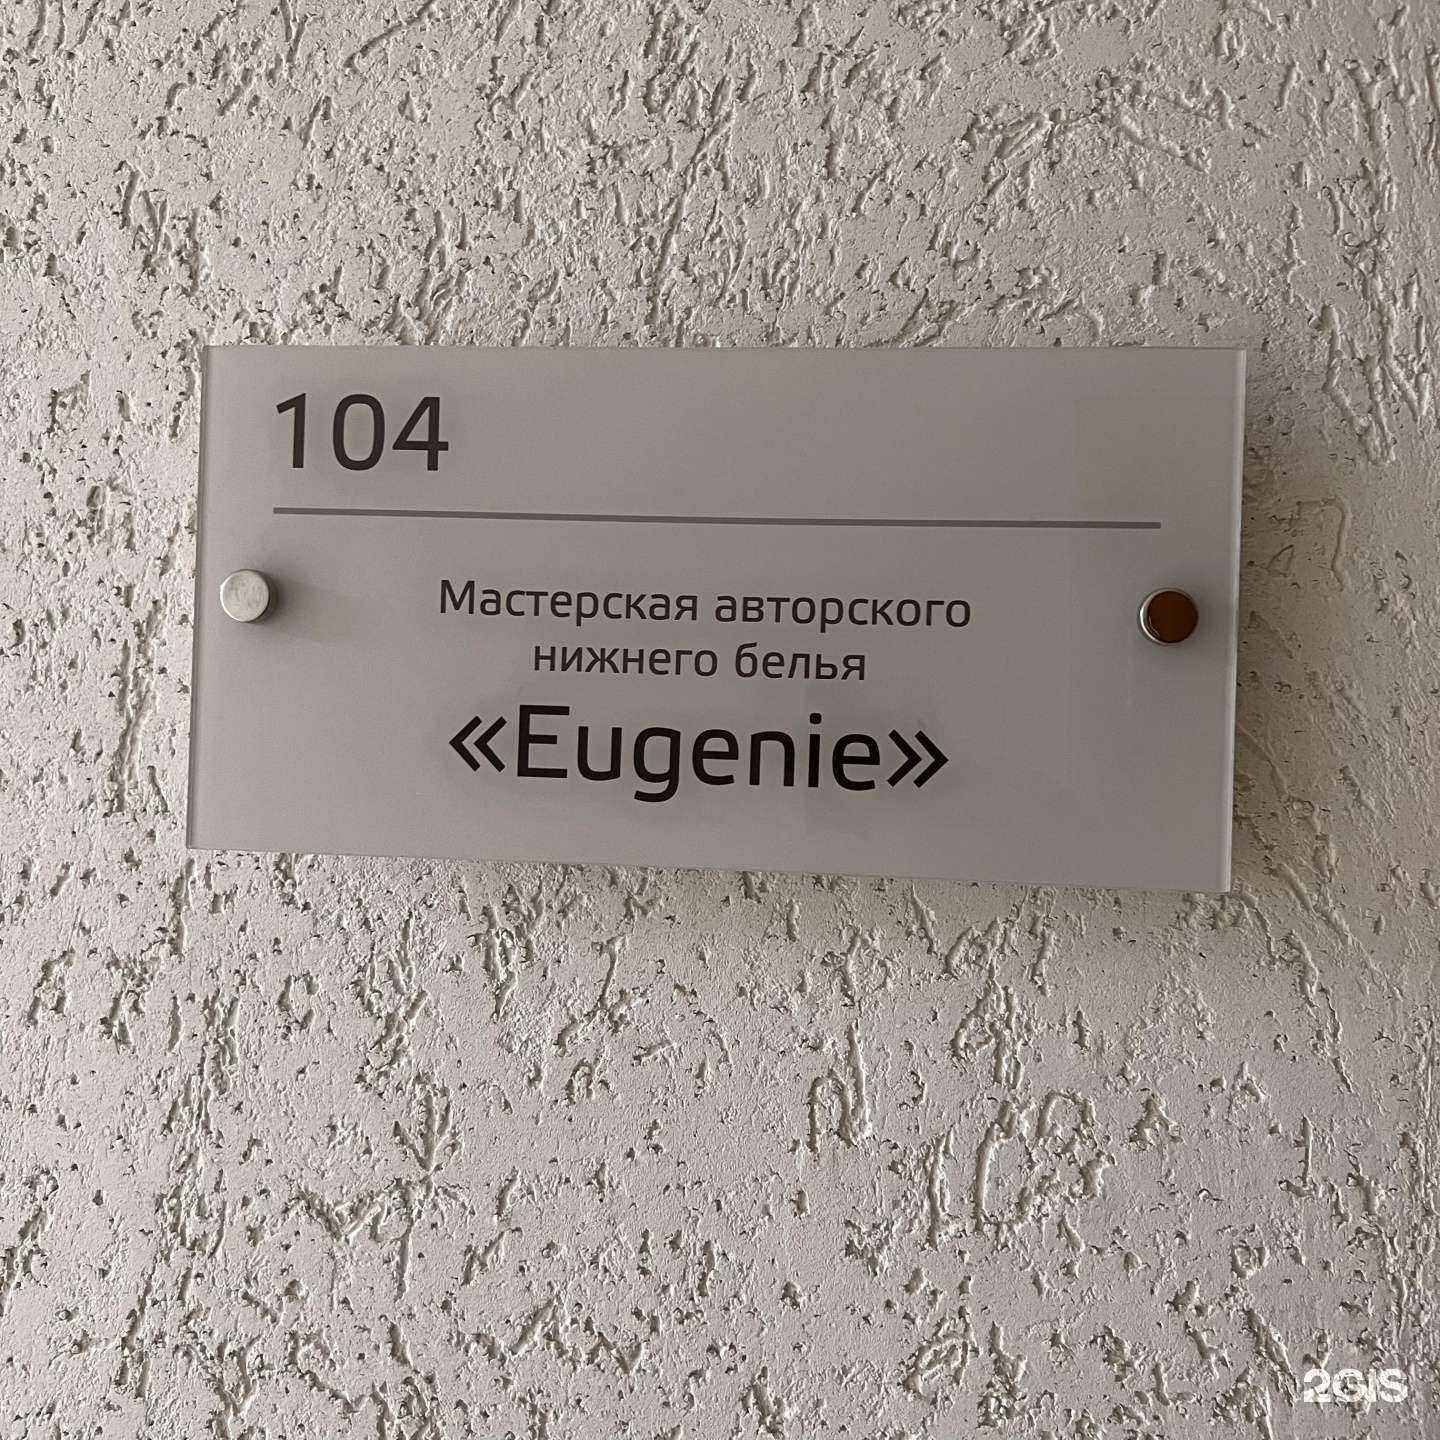 104
Мастерская авторского
нижнего белья
«Eugenie»
2GIS